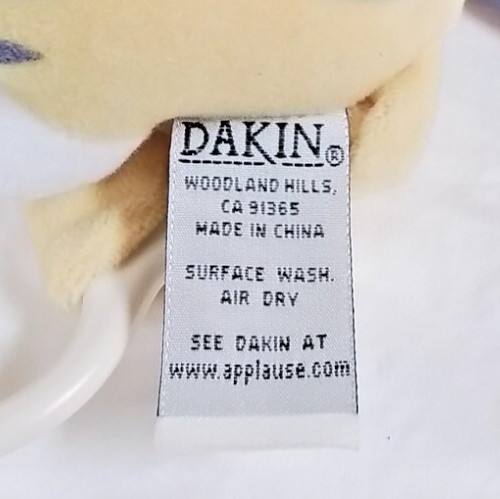 DAKIN®
WOODLAND HILLS,
CA 91365
MADE IN CHINA
SURFACE WASH.
AIR DRY
SEE DAKIN AT
www.applause.com